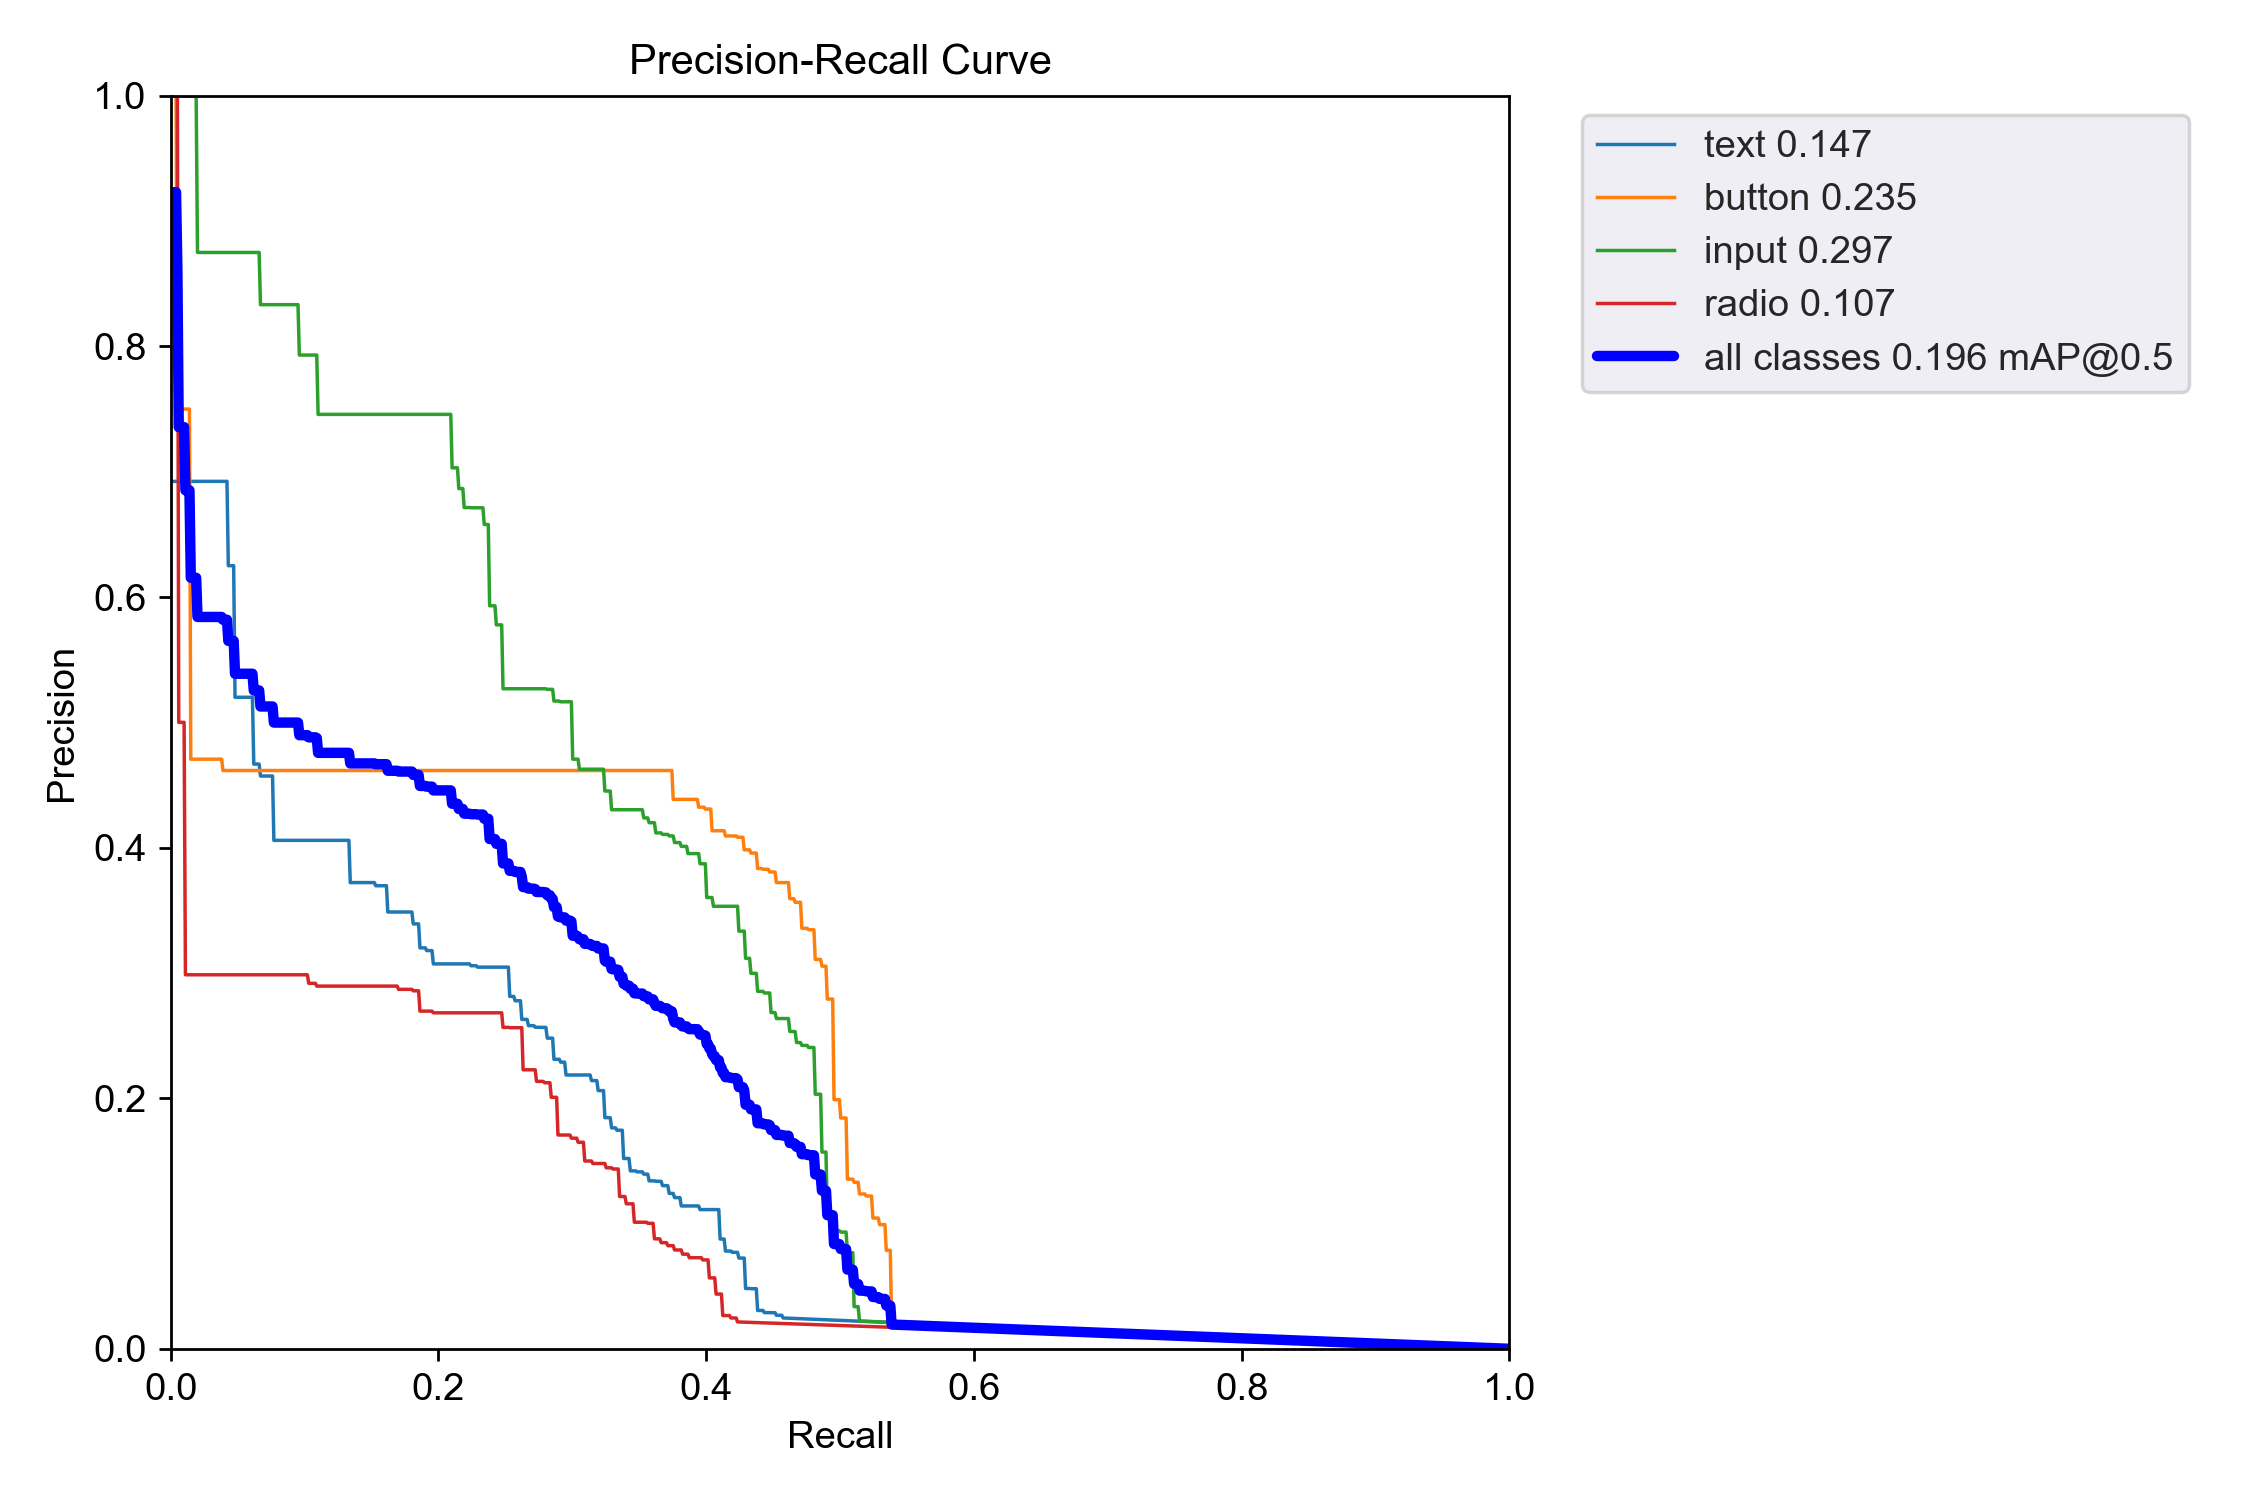 Precision-Recall Curve
1.0
0.8
0.6
0.4
0.2
0.0
Precision
0.0 0.2 0.4 0.6 0.8 1.0
Recall
text 0.147
button 0.235
input 0.297
radio 0.107
all classes 0.196 mAP@0.5